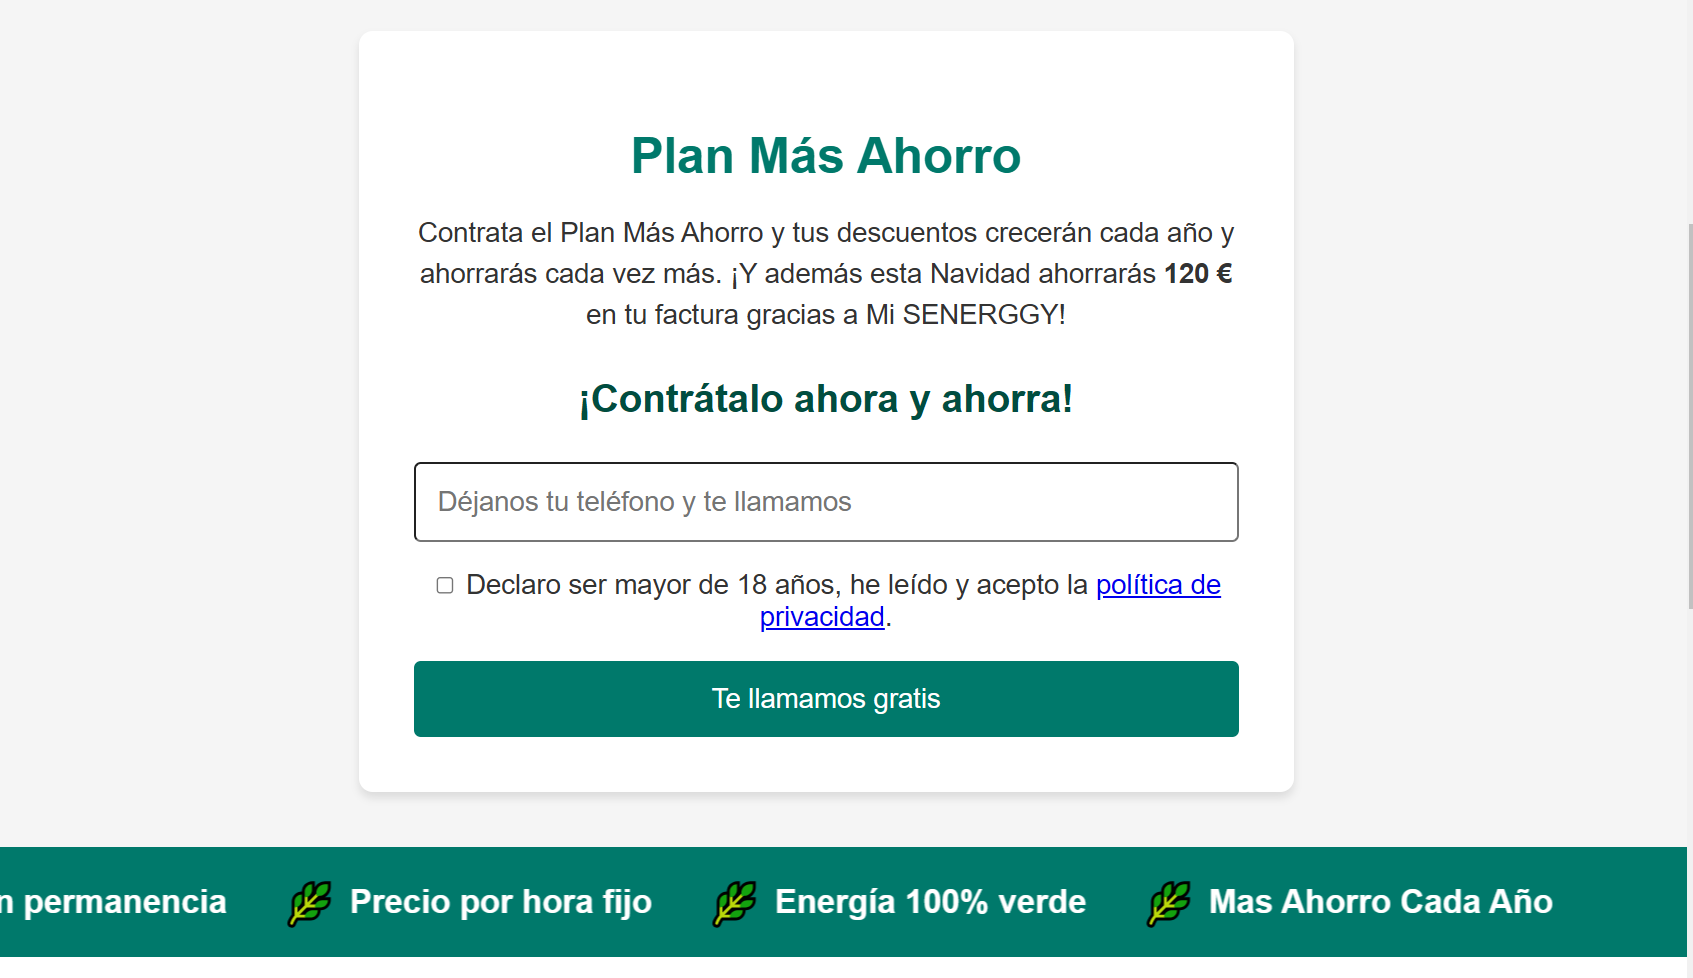 Plan Más Ahorro
Contrata el Plan Más Ahorro y tus descuentos crecerán cada año y
ahorrarás cada vez más. ¡Y además esta Navidad ahorrarás 120 €
en tu factura gracias a Mi SENERGGY!
¡Contrátalo ahora y ahorra!
Déjanos tu teléfono y te llamamos
Declaro ser mayor de 18 años, he leído y acepto la política de
privacidad.
Te llamamos gratis
n permanencia Precio por hora fijo Energía 100% verde Mas Ahorro Cada Año